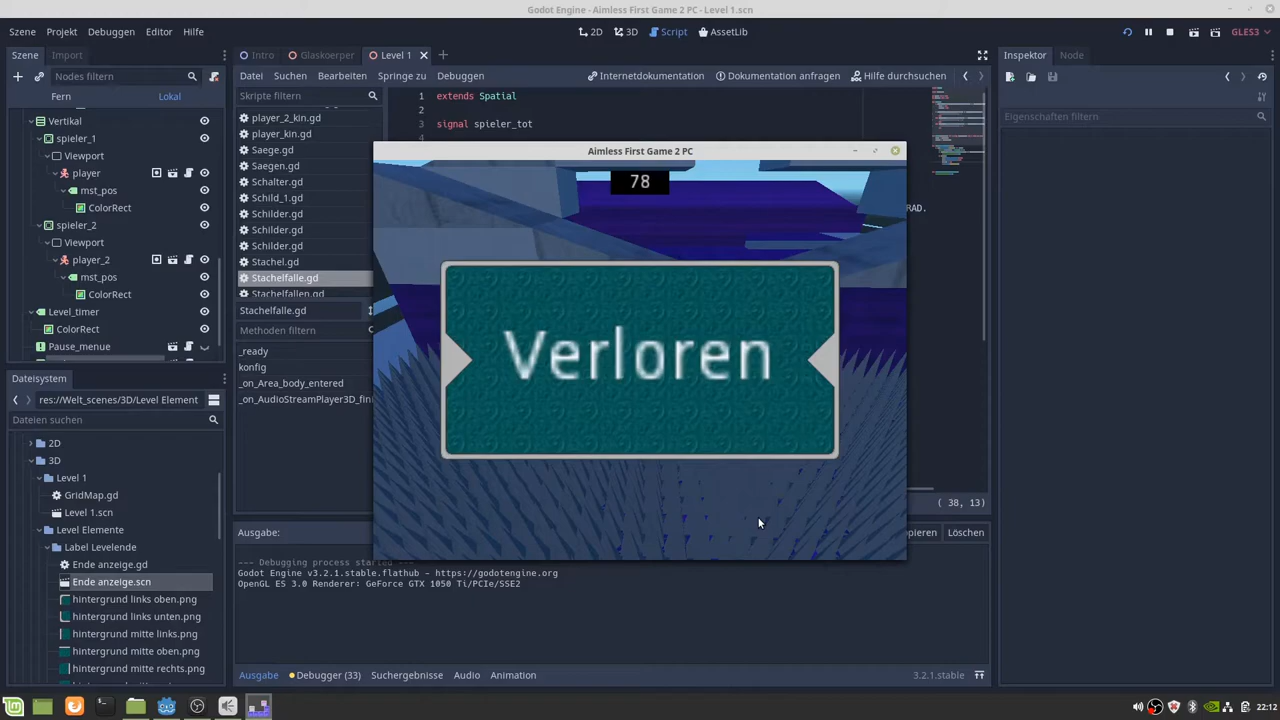 Godot Engine - Aimless First Game 2 PC - Level 1.scn
Szene Projekt Debuggen Editor Hilfe
2D 3D Script AssetLib
GLES3
Szene Import
Intro Glaskoerper Level 1
Inspektor Node
Nodes filtern
Datei Suchen Bearbeiten Springe zu Debuggen
Internetdokumentation Dokumentation anfragen Hilfe durchsuchen
Fern Lokal
Skripte filtern
1 extends Spatial
2
3 signal spieler_tot
4
Eigenschaften filtern
Vertikal
spieler_1
Viewport
player
mst_pos
ColorRect
spieler_2
Viewport
player_2
mst_pos
ColorRect
Level_timer
ColorRect
Pause_menue
player_2_kin.gd
player_kin.gd
Saege.gd
Saegen.gd
Schalter.gd
Schild_1.gd
Schilder.gd
Schilder.gd
Schilder.gd
Stachel.gd
Stachelfalle.gd
Stachelfallen.gd
Stachelfalle.gd
Methoden filtern
_ready
konfig
_on_Area_body_entered
_on_AudioStreamPlayer3D_fini
Aimless First Game 2 PC
78
RAD.
Verloren
( 38, 13)
Dateisystem
res://Welt_scenes/3D/Level Element
Dateien suchen
2D
3D
Level 1
GridMap.gd
Level 1.scn
Level Elemente
Label Levelende
Ende anzeige.gd
Ende anzeige.scn
hintergrund links oben.png
hintergrund links unten.png
hintergrund mitte links.png
hintergrund mitte oben.png
hintergrund mitte rechts.png
Ausgabe:
opieren Löschen
--- Debugging process started ---
Godot Engine v3.2.1.stable.flathub - https://godotengine.org
OpenGL ES 3.0 Renderer: GeForce GTX 1050 Ti/PCIe/SSE2
Ausgabe Debugger (33) Suchergebnisse Audio Animation
3.2.1.stable
22:12